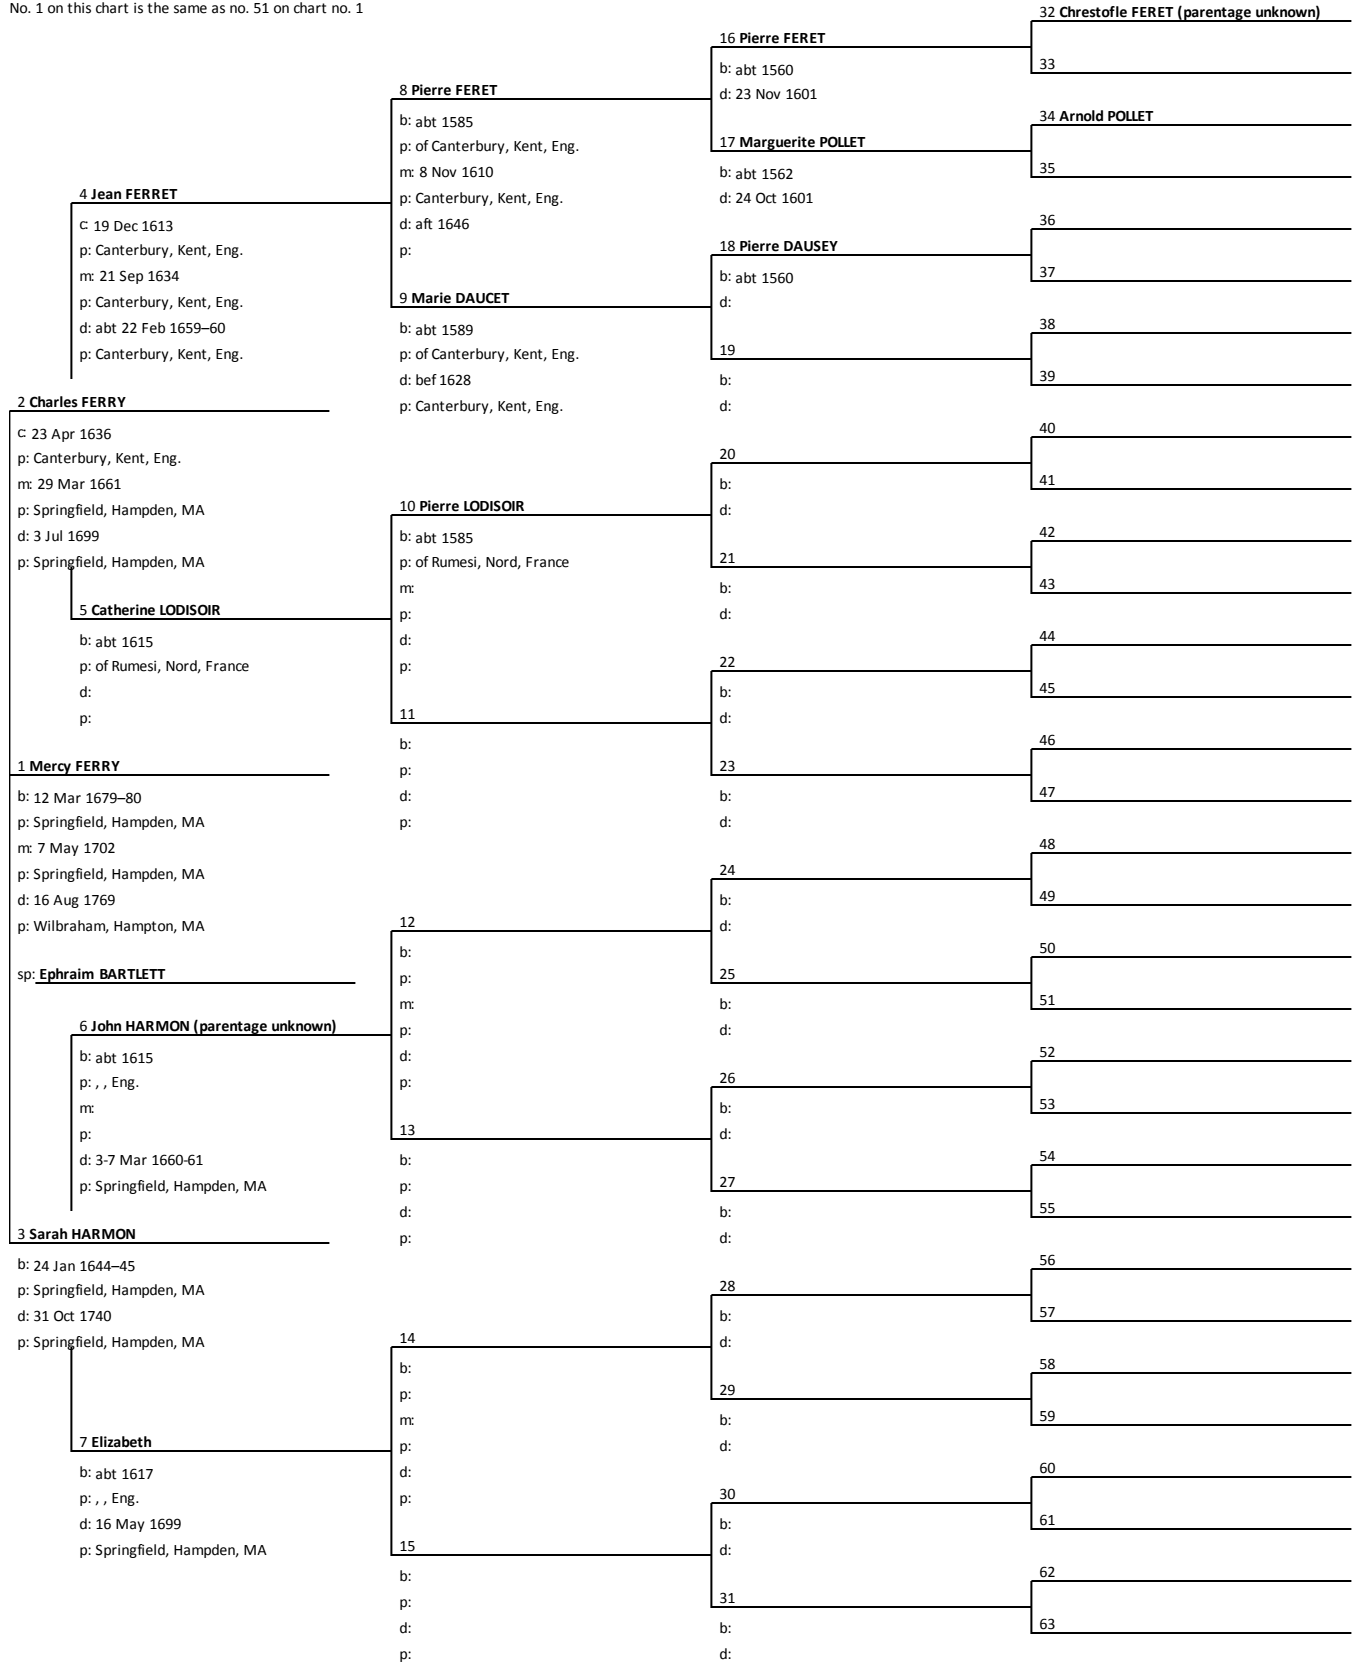 No. 1 on this chart is the same as no. 51 on chart no. 1
1 Mercy FERRY
b: 12 Mar 1679–80
p: Springfield, Hampden, MA
m: 7 May 1702
p: Springfield, Hampden, MA
d: 16 Aug 1769
p: Wilbraham, Hampton, MA
sp: Ephraim BARTLETT
2 Charles FERRY
c: 23 Apr 1636
p: Canterbury, Kent, Eng.
m: 29 Mar 1661
p: Springfield, Hampden, MA
d: 3 Jul 1699
p: Springfield, Hampden, MA
3 Sarah HARMON
b: 24 Jan 1644–45
p: Springfield, Hampden, MA
d: 31 Oct 1740
p: Springfield, Hampden, MA
4 Jean FERRET
c: 19 Dec 1613
p: Canterbury, Kent, Eng.
m: 21 Sep 1634
p: Canterbury, Kent, Eng.
d: abt 22 Feb 1659–60
p: Canterbury, Kent, Eng.
5 Catherine LODISOIR
b: abt 1615
p: of Rumesi, Nord, France
d:
p:
6 John HARMON (parentage unknown)
b: abt 1615
p: , , Eng.
m:
p:
d: 3-7 Mar 1660-61
p: Springfield, Hampden, MA
7 Elizabeth
b: abt 1617
p: , , Eng.
d: 16 May 1699
p: Springfield, Hampden, MA
8 Pierre FERET
b: abt 1585
p: of Canterbury, Kent, Eng.
m: 8 Nov 1610
p: Canterbury, Kent, Eng.
d: aft 1646
p:
9 Marie DAUCET
b: abt 1589
p: of Canterbury, Kent, Eng.
d: bef 1628
p: Canterbury, Kent, Eng.
10 Pierre LODISOIR
b: abt 1585
p: of Rumesi, Nord, France
m:
p:
d:
p:
11
b:
p:
d:
p:
12
b:
p:
m:
p:
d:
p:
13
b:
p:
d:
p:
14
b:
p:
m:
p:
d:
p:
15
b:
p:
d:
p:
16 Pierre FERET
b: abt 1560
d: 23 Nov 1601
17 Marguerite POLLET
b: abt 1562
d: 24 Oct 1601
18 Pierre DAUSEY
b: abt 1560
d:
19
b:
d:
20
b:
d:
21
b:
d:
22
b:
d:
23
b:
d:
24
b:
d:
25
b:
d:
26
b:
d:
27
b:
d:
28
b:
d:
29
b:
d:
30
b:
d:
31
b:
d:
32 Chrestofle FERET (parentage unknown)
33
34 Arnold POLLET
35
36
37
38
39
40
41
42
43
44
45
46
47
48
49
50
51
52
53
54
55
56
57
58
59
60
61
62
63